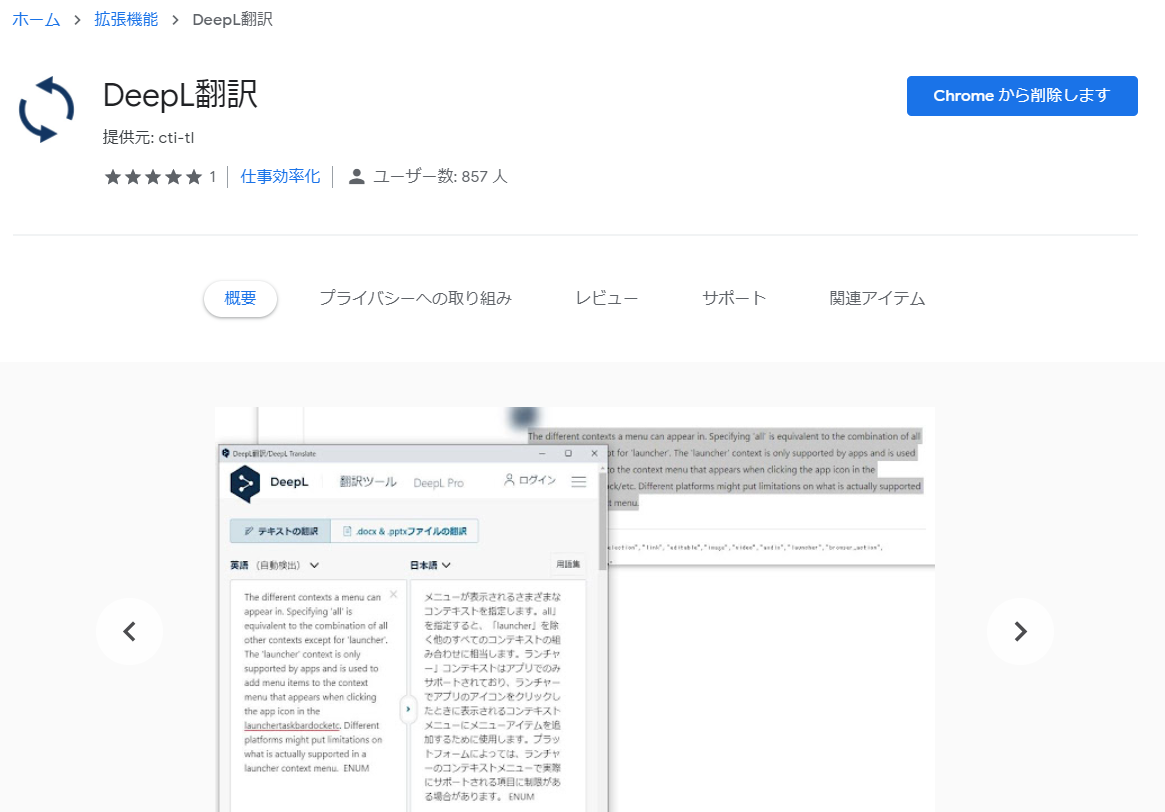 ホーム > 拡張機能 > DeepL翻訳
DeepL翻訳
Chrome から削除します
提供元: cti-tl
★★★★★ 1 仕事効率化 ユーザー数: 857 人
概要 プライバシーへの取り組み レビュー サポート 関連アイテム
The different contexts a menu can appear in. Specifying 'all' is equivalent to the combination of all
pt for 'launcher'. The 'launcher' context is only supported by apps and is used
to the context menu that appears when clicking the app icon in the
ck/etc. Different platforms might put limitations on what is actually supported
t menu.
election", "link", "editable", "image", "video", "audio", "launcher", "browser_action",
DeepL翻訳/DeepL Translate
DeepL 翻訳ツール DeepL Pro ログイン
テキストの翻訳 .docx & .pptxファイルの翻訳
英語 (自動検出) 日本語 用語集
The different contexts a menu can
appear in. Specifying 'all' is
equivalent to the combination of all
other contexts except for 'launcher'.
The 'launcher' context is only
supported by apps and is used to
add menu items to the context
menu that appears when clicking
the app icon in the
launchertaskbardocketc. Different
platforms might put limitations on
what is actually supported in a
launcher context menu. ENUM
メニューが表示されるさまざまな
コンテキストを指定します。all」
を指定すると、「launcher」を除
く他のすべてのコンテキストの組
み合わせに相当します。ランチャ
ー」コンテキストはアプリでのみ
サポートされており、ランチャー
でアプリのアイコンをクリックし
たときに表示されるコンテキスト
メニューにメニューアイテムを追
加するために使用します。プラッ
トフォームによっては、ランチャ
ーのコンテキストメニューで実際
にサポートされる項目に制限があ
る場合があります。 ENUM